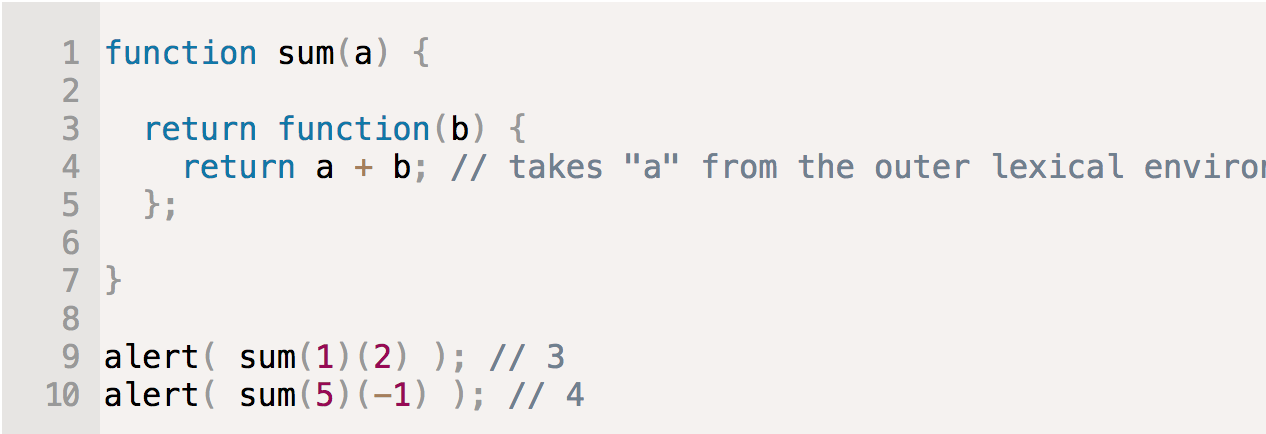 1 function sum(a) {
2
3   return function(b) {
4     return a + b; // takes "a" from the outer lexical
5   };
6
7 }
8
9 alert( sum(1)(2) ); // 3
10 alert( sum(5)(-1) ); // 4